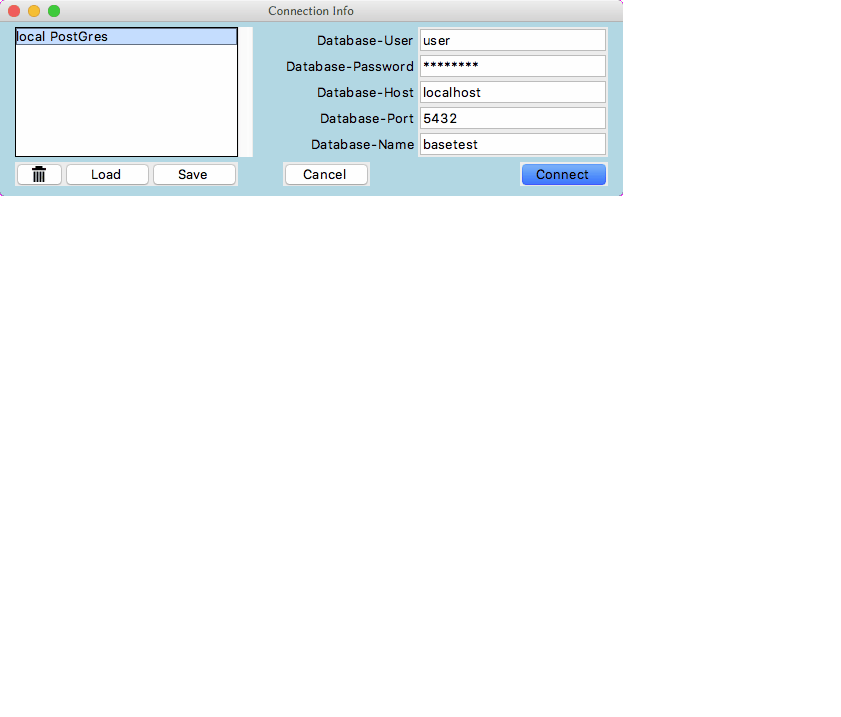 Connection Info
local PostGres
Database-User user
Database-Password ********
Database-Host localhost
Database-Port 5432
Database-Name basetest
Load Save Cancel Connect